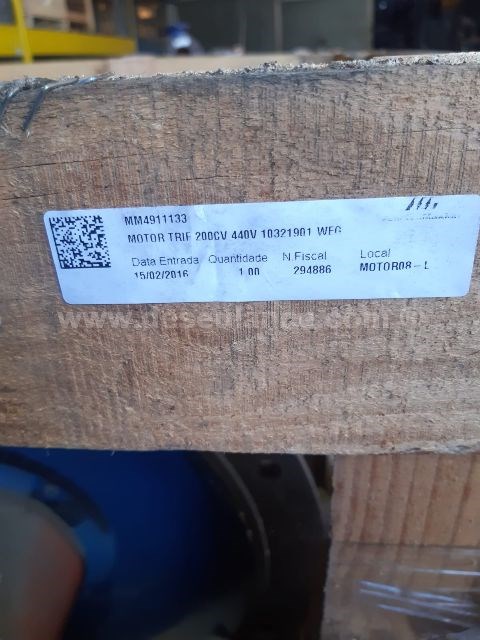 MM4911133
MOTOR TRIF 200CV 440V 10321901 WEG
Data Entrada Quantidade N.Fiscal Local
15/02/2016 1.00 294886 MOTOR08-L